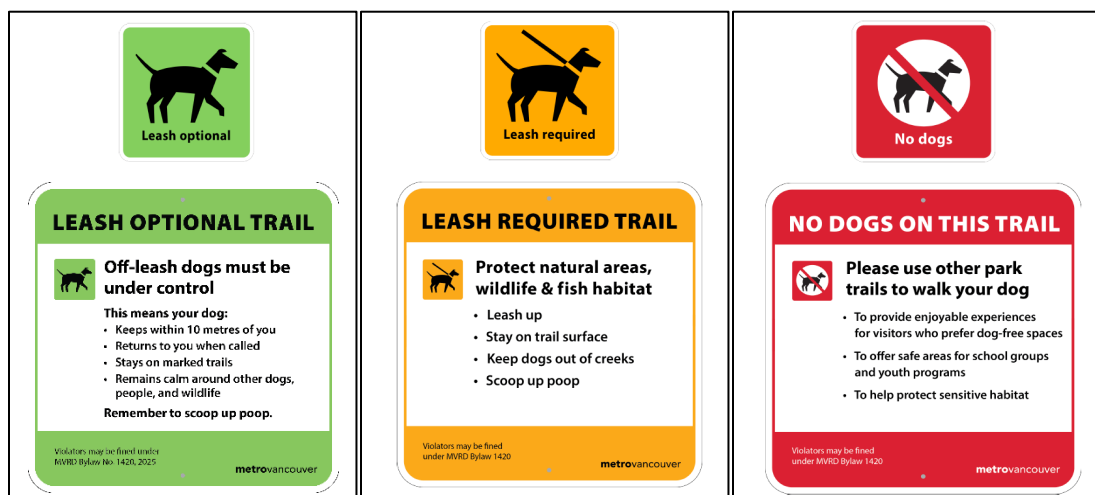 Leash optional
LEASH OPTIONAL TRAIL
Off-leash dogs must be
under control
This means your dog:
• Keeps within 10 metres of you
• Returns to you when called
• Stays on marked trails
• Remains calm around other dogs,
people, and wildlife
Remember to scoop up poop.
Violators may be fined under
MVRD Bylaw No. 1420, 2025
metrovancouver
Leash required
LEASH REQUIRED TRAIL
Protect natural areas,
wildlife & fish habitat
• Leash up
• Stay on trail surface
• Keep dogs out of creeks
• Scoop up poop
Violators may be fined
under MVRD Bylaw 1420
metrovancouver
No dogs
NO DOGS ON THIS TRAIL
Please use other park
trails to walk your dog
• To provide enjoyable experiences
for visitors who prefer dog-free spaces
• To offer safe areas for school groups
and youth programs
• To help protect sensitive habitat
Violators may be fined
under MVRD Bylaw 1420
metrovancouver